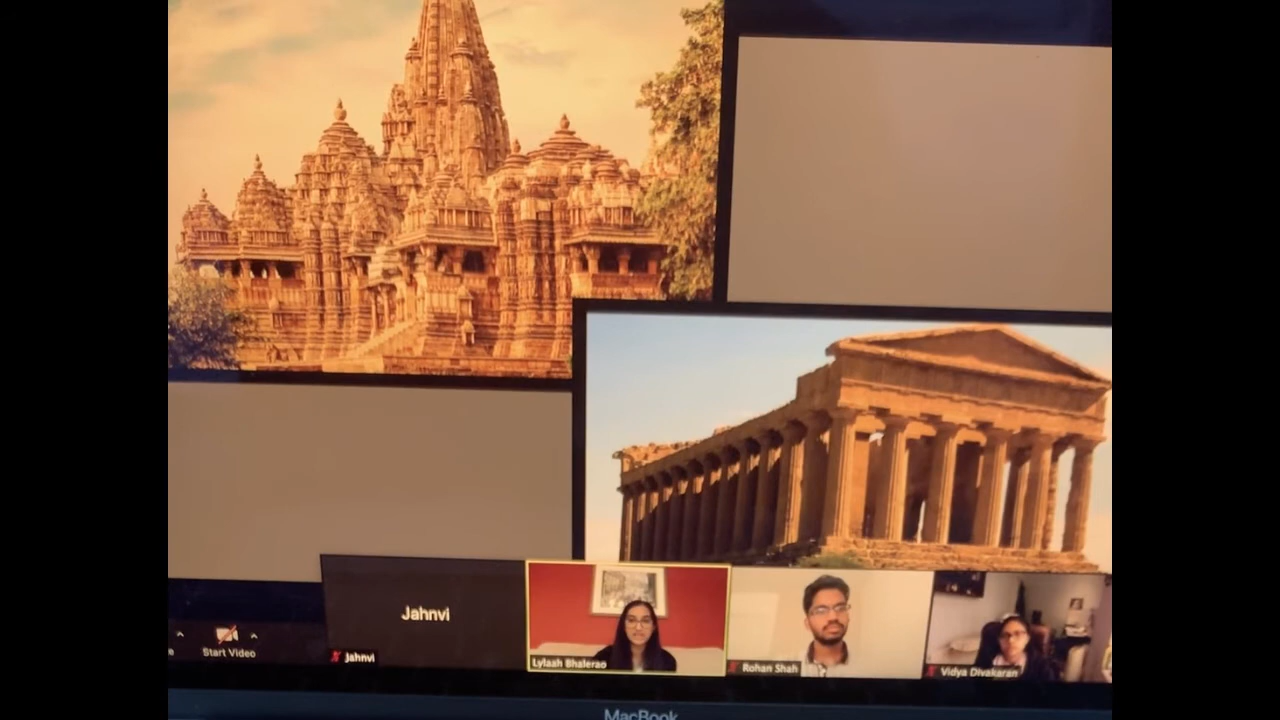 Jahnvi
e
Start Video
Jahnvi
Lylaah Bhalerao
Rohan Shah
Vidya Divakaran
MacBook